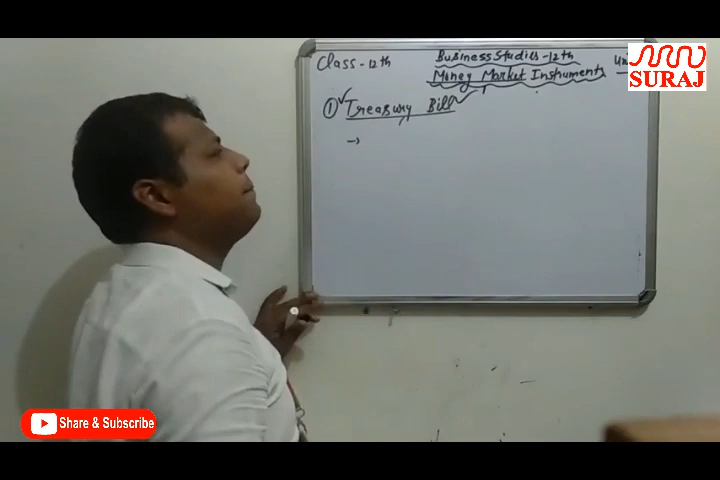 Class - 12th
Business Studies - 12th
Money Market Instruments
① Treasury Bill
→
SURAJ
Share & Subscribe